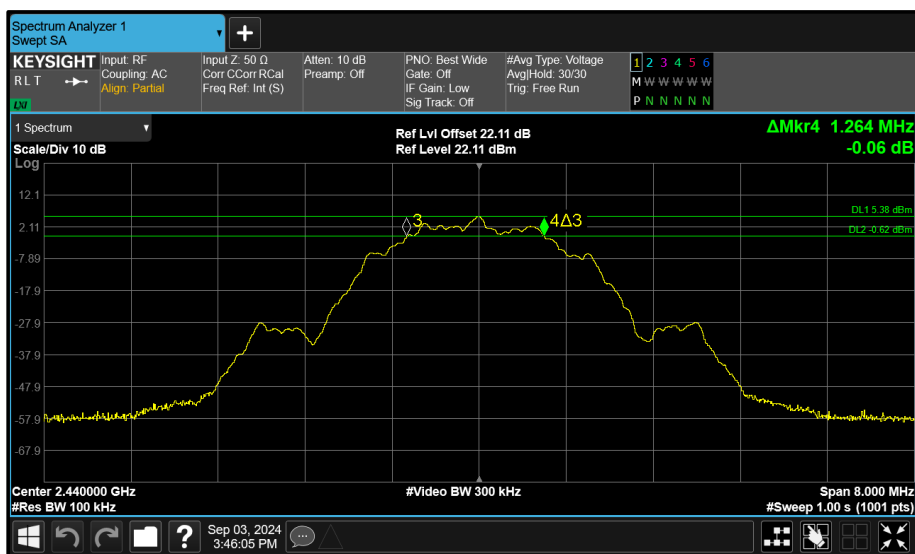 Spectrum Analyzer 1
Swept SA
+
KEYSIGHT
R L T
LXI
Input: RF
Coupling: AC
Align: Partial
Input Z: 50 Ω
Corr CCorr RCal
Freq Ref: Int (S)
Atten: 10 dB
Preamp: Off
PNO: Best Wide
Gate: Off
IF Gain: Low
Sig Track: Off
#Avg Type: Voltage
Avg|Hold: 30/30
Trig: Free Run
1 2 3 4 5 6
M W W W W W
P N N N N N
1 Spectrum
Scale/Div 10 dB
Log
Ref Lvl Offset 22.11 dB
Ref Level 22.11 dBm
ΔMkr4 1.264 MHz
-0.06 dB
12.1
2.11
-7.89
-17.9
-27.9
-37.9
-47.9
-57.9
-67.9
3
4Δ3
DL1 5.38 dBm
DL2 -0.62 dBm
Center 2.440000 GHz
#Res BW 100 kHz
#Video BW 300 kHz
Span 8.000 MHz
#Sweep 1.00 s (1001 pts)
?
Sep 03, 2024
3:46:05 PM